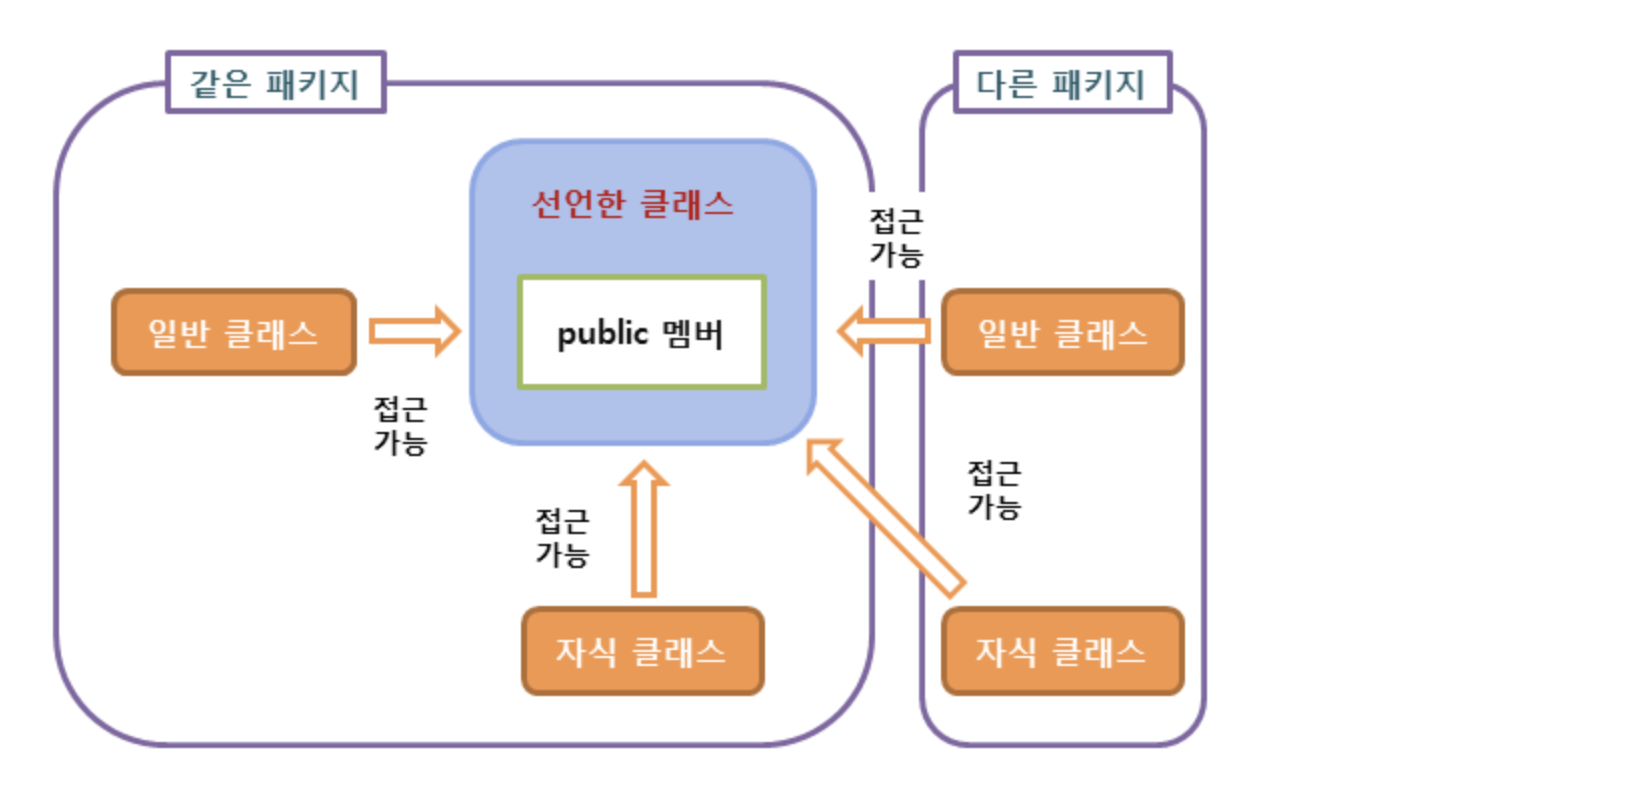 같은 패키지
다른 패키지
선언한 클래스
접근
가능
일반 클래스
public 멤버
일반 클래스
접근
가능
접근
가능
접근
가능
자식 클래스
자식 클래스